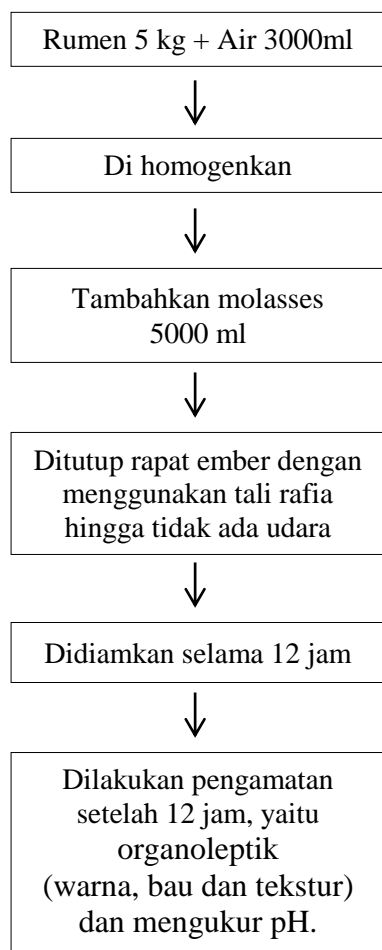 Rumen 5 kg + Air 3000ml
Di homogenkan
Tambahkan molasses
5000 ml
Ditutup rapat ember dengan
menggunakan tali rafia
hingga tidak ada udara
Didiamkan selama 12 jam
Dilakukan pengamatan
setelah 12 jam, yaitu
organoleptik
(warna, bau dan tekstur)
dan mengukur pH.